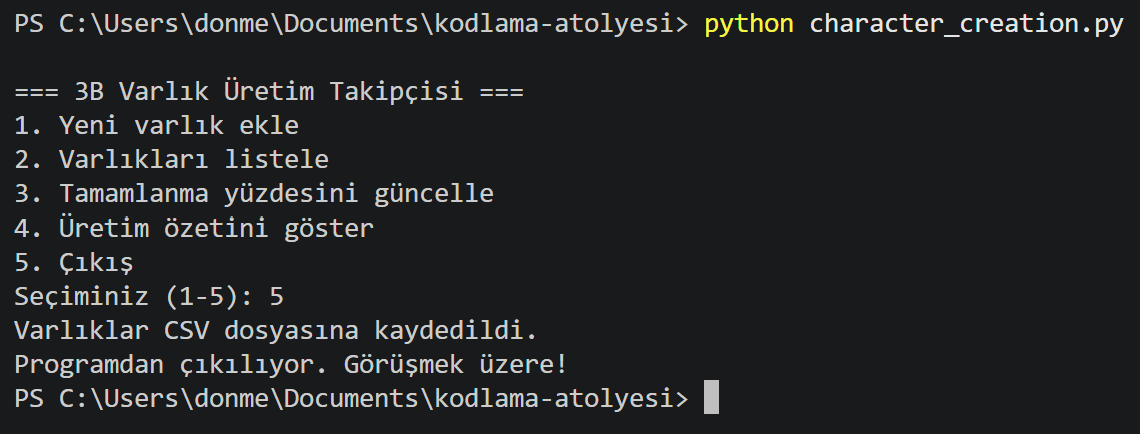 PS C:\Users\donme\Documents\kodlama-atolyesi> python character_creation.py
=== 3B Varlık Üretim Takipçisi ===
1. Yeni varlık ekle
2. Varlıkları listele
3. Tamamlanma yüzdesini güncelle
4. Üretim özetini göster
5. Çıkış
Seçiminiz (1-5): 5
Varlıklar CSV dosyasına kaydedildi.
Programdan çıkılıyor. Görüşmek üzere!
PS C:\Users\donme\Documents\kodlama-atolyesi>